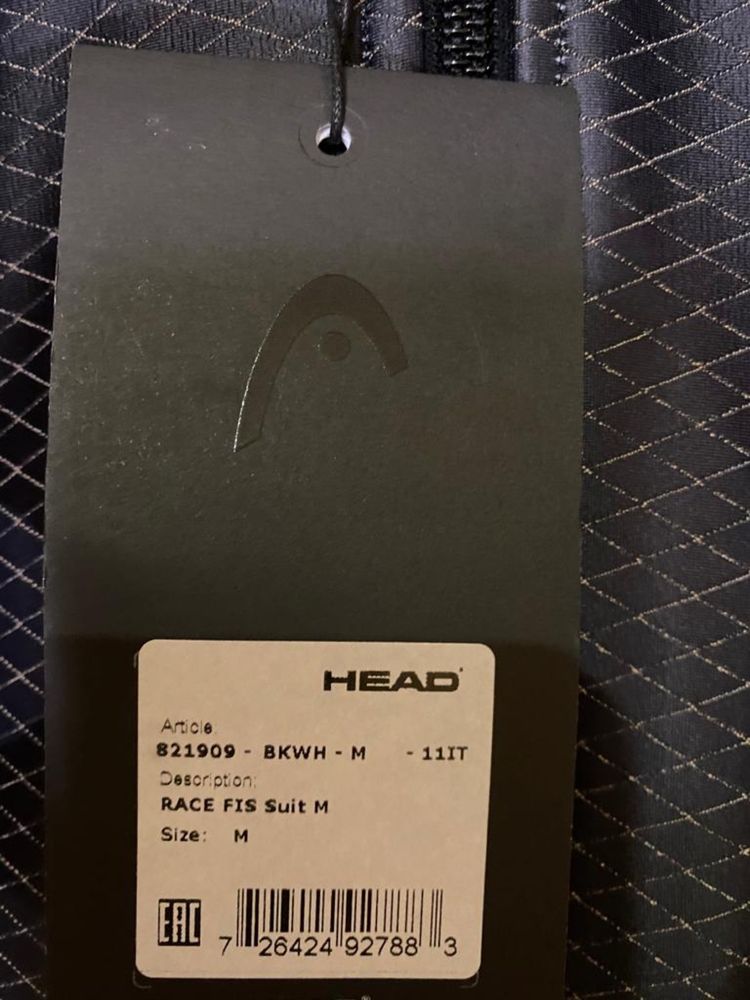 HEAD
Article:
821909 - BKWH - M - 11IT
Description:
RACE FIS Suit M
Size: M
EAC
7 26424 92788 3